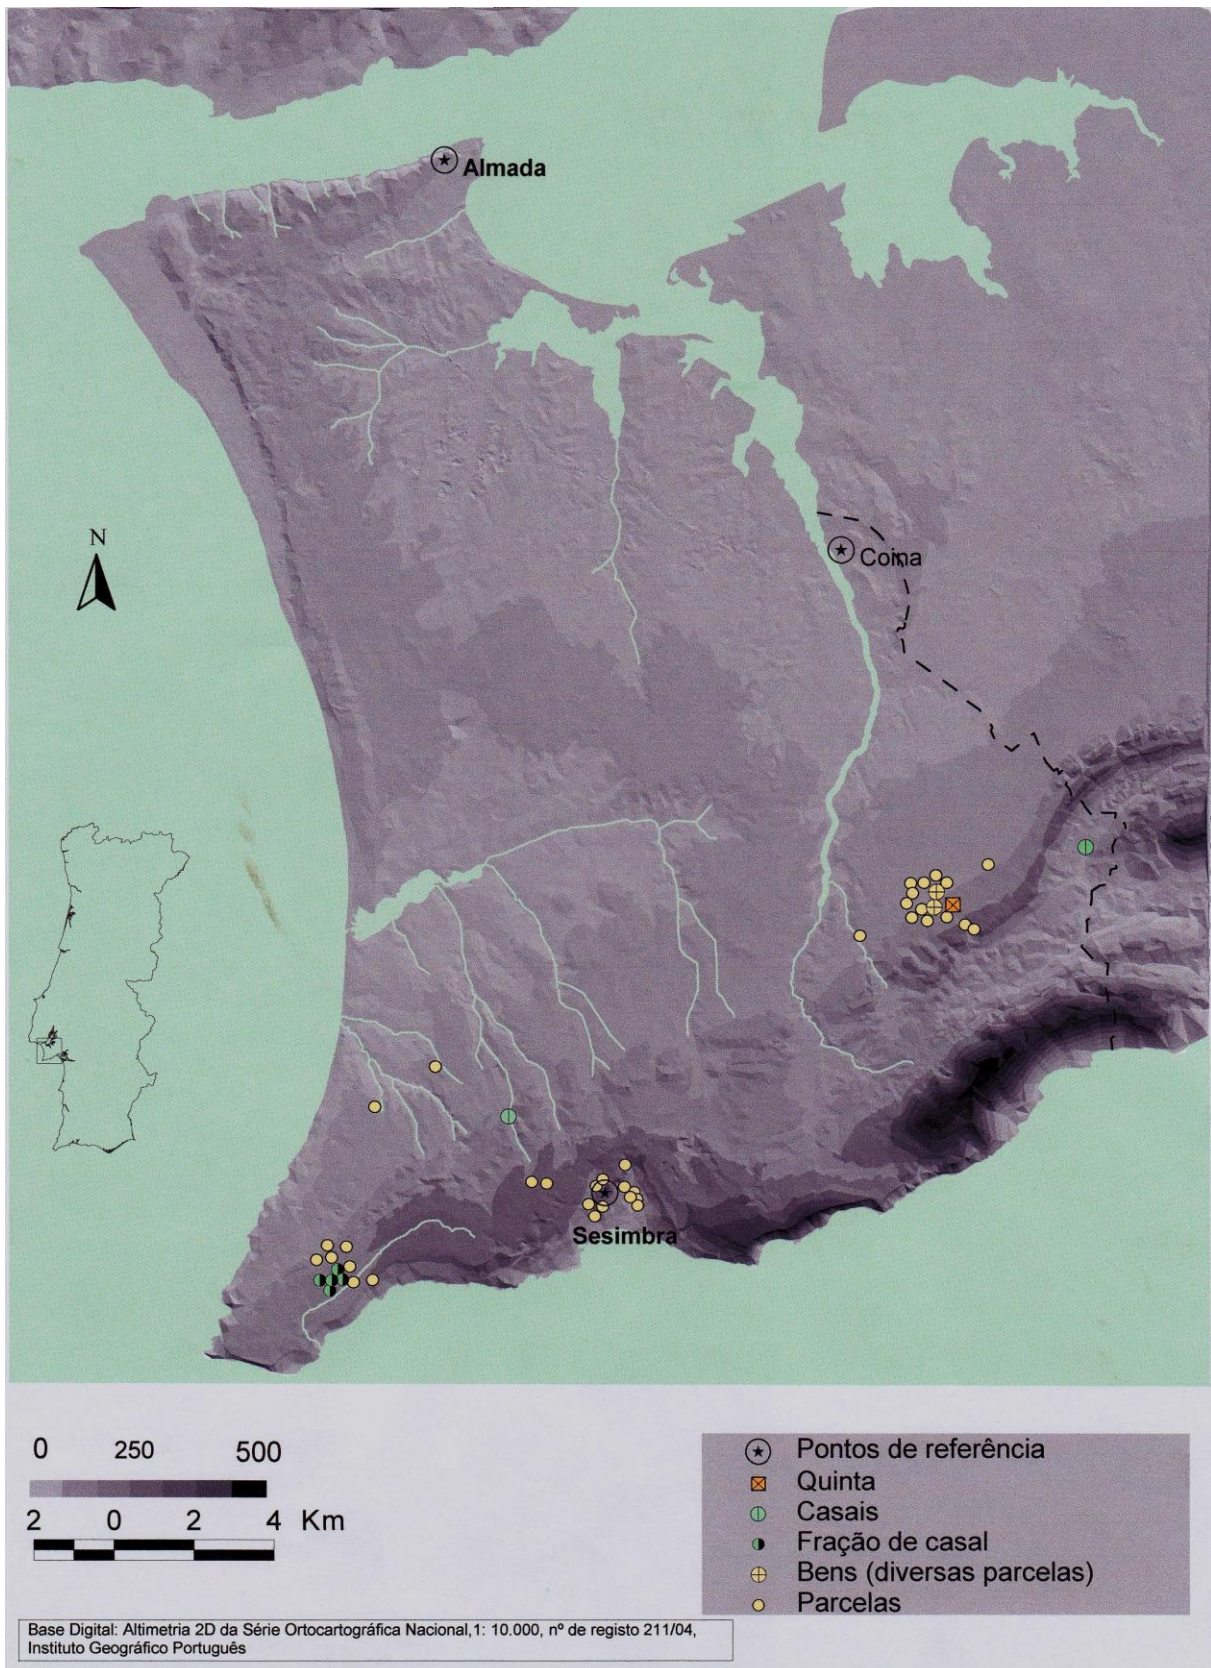 Almada
N
Coina
Sesimbra
0 250 500
2 0 2 4 Km
Pontos de referência
Quinta
Casais
Fração de casal
Bens (diversas parcelas)
Parcelas
Base Digital: Altimetria 2D da Série Ortocartográfica Nacional,1: 10.000, nº de registo 211/04,
Instituto Geográfico Português